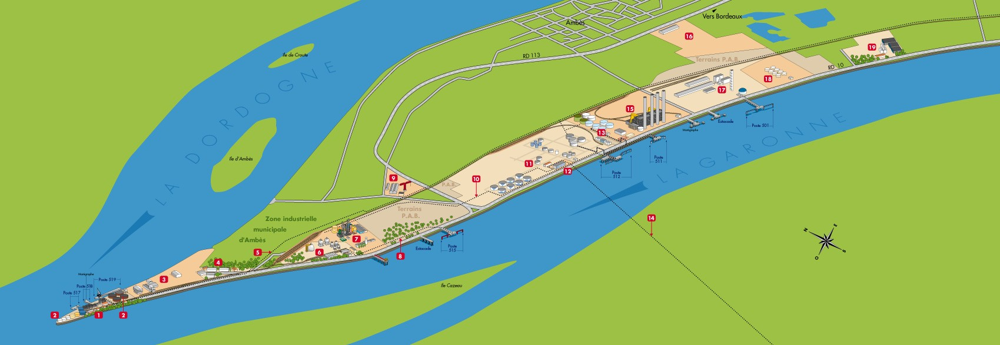 Vers Bordeaux
Ambès
16
19
Ile de Croute
RD 113
Terrains P.A.B.
RD 10
18
17
LA DORDOGNE
15
Estacade
Poste 501
Marégraphe
13
Poste
511
LA GARONNE
Ile d'Ambès
11
12
Poste
512
9
10
P.A.B.
Terrains
P.A.B.
Zone industrielle
municipale
d'Ambès
14
N
E
S
O
7
Estacade
Poste
515
5
6
8
4
Marégraphe
3
Poste 519
Poste 518
Poste 517
Ile Cazeau
2
1
2